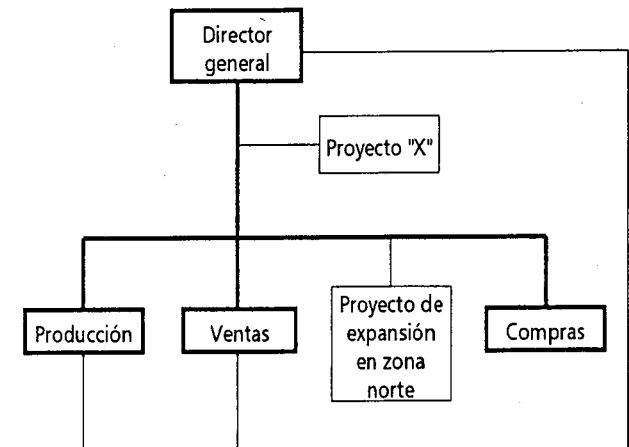 Director
general
Proyecto "X"
Producción
Ventas
Proyecto de
expansión
en zona
norte
Compras